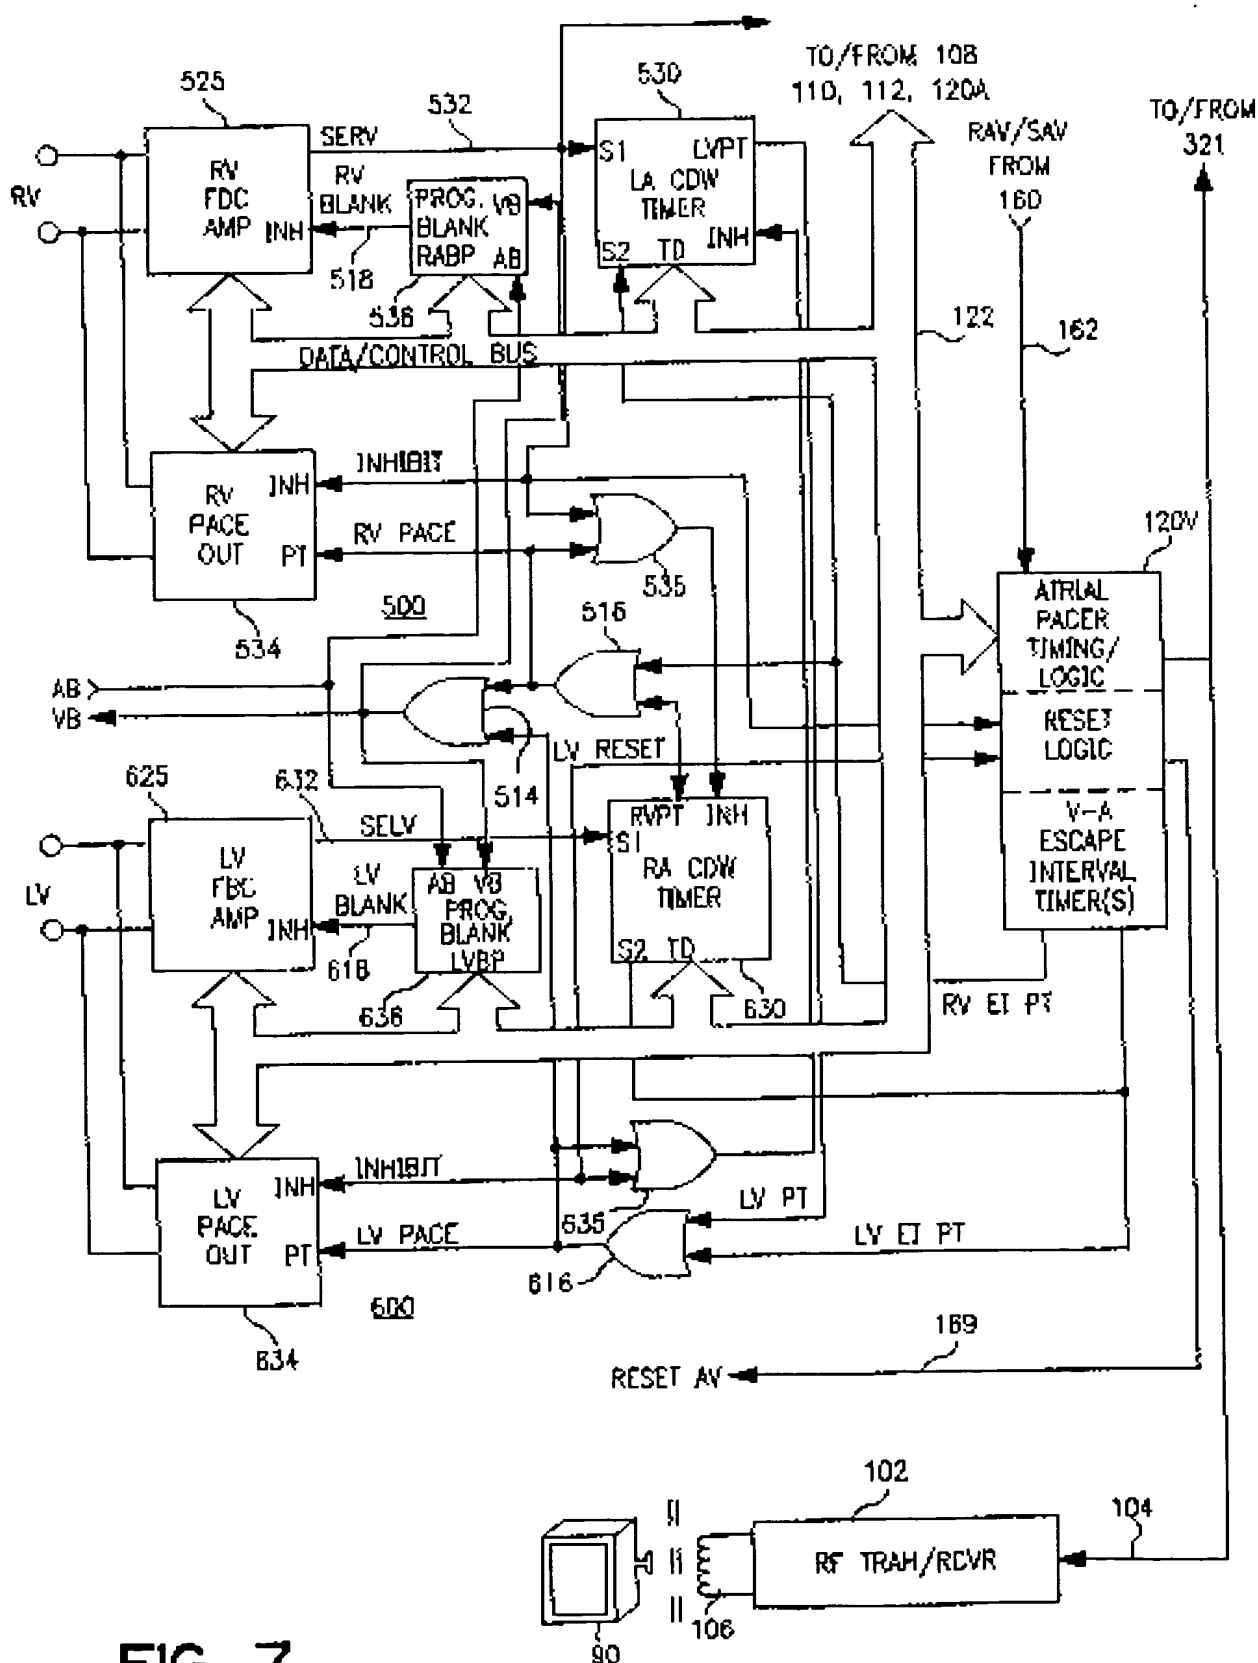 TO/FROM 108
110, 112, 120A
TO/FROM
321
RAV/SAV
FROM
160
525
532
530
SERV
RV
FDC
AMP
INH
RV
RV
BLANK
518
PROG.
BLANK
RABP
VB
AB
536
S1
LVPT
LA CDW
TIMER
INH
S2
TD
122
162
DATA/CONTROL BUS
INHIBIT
INH
RV
PACE
OUT
PT
RV PACE
534
500
535
516
120V
ATRIAL
PACER
TIMING/
LOGIC
RESET
LOGIC
V-A
ESCAPE
INTERVAL
TIMER(S)
AB
VB
LV RESET
514
625
632
SELV
LV
FBC
AMP
INH
LV
LV
BLANK
618
AB VB
PROG.
BLANK
LVBP
636
RVPT INH
S1
RA CDW
TIMER
S2 TD
630
RV EI PT
INHIBIT
INH
LV
PACE
OUT
PT
LV PACE
634
600
635
616
LV PT
LV EI PT
169
RESET AV
102
104
RF TRAH/RCVR
106
90
FIG. 7